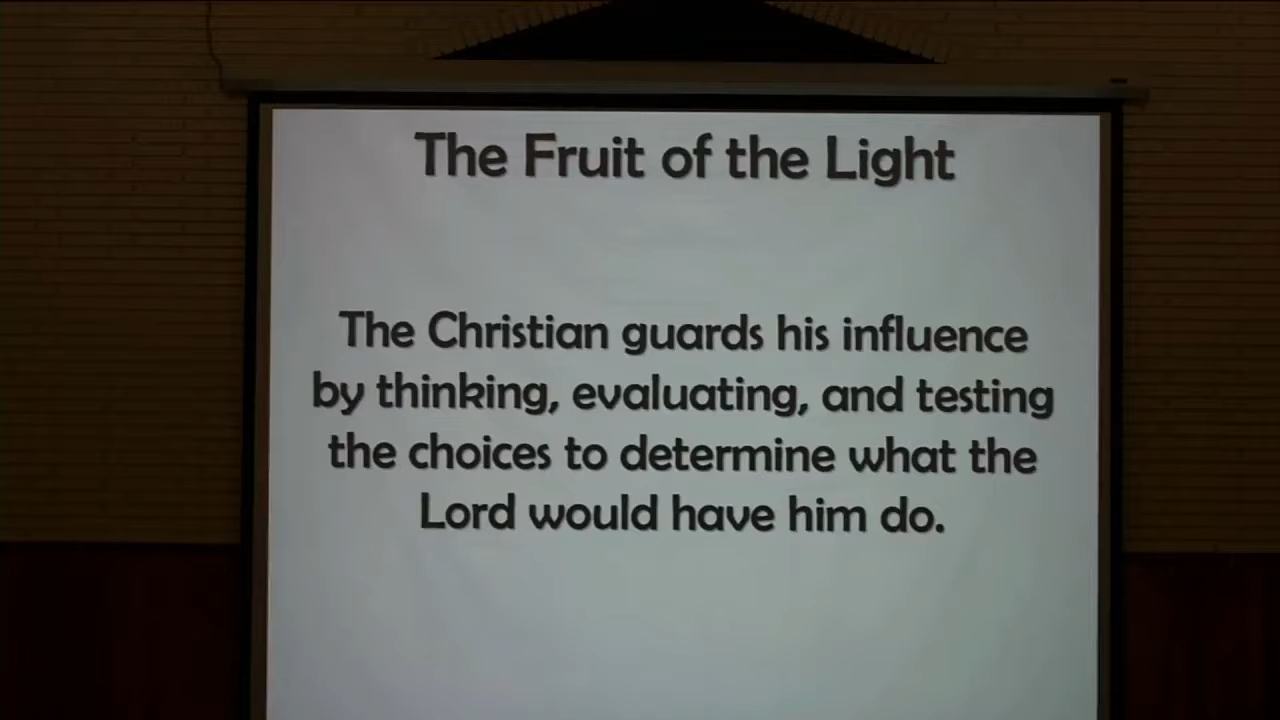 The Fruit of the Light
The Christian guards his influence
by thinking, evaluating, and testing
the choices to determine what the
Lord would have him do.